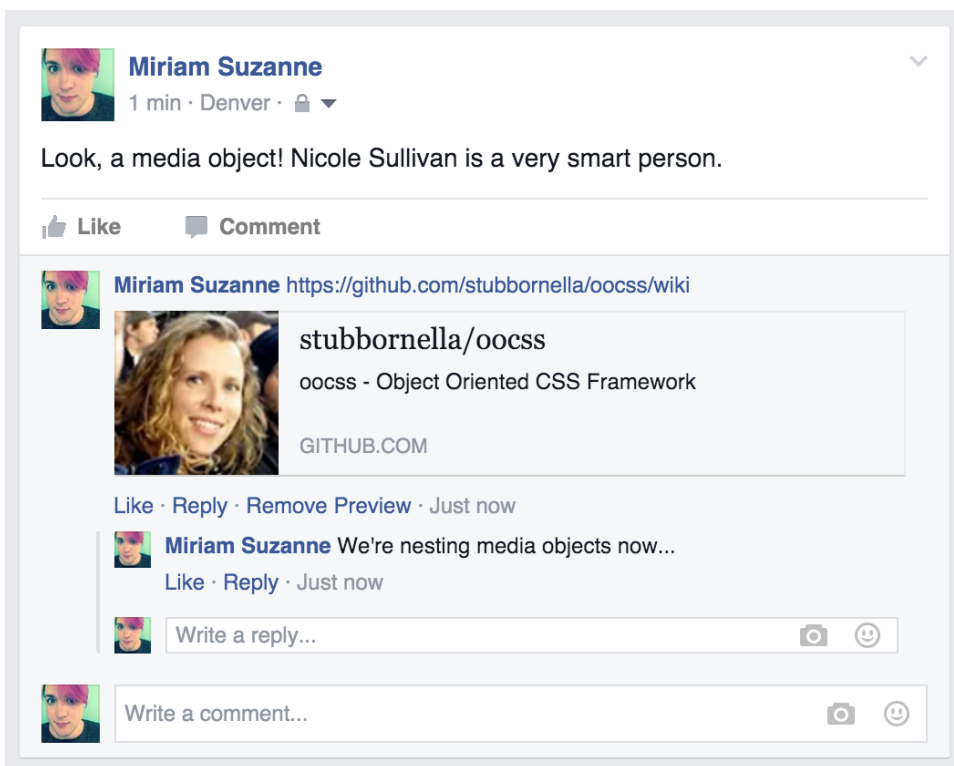 Miriam Suzanne
1 min · Denver ·
Look, a media object! Nicole Sullivan is a very smart person.
Like Comment
Miriam Suzanne https://github.com/stubbornella/oocss/wiki
stubbornella/oocss
oocss - Object Oriented CSS Framework
GITHUB.COM
Like · Reply · Remove Preview · Just now
Miriam Suzanne We're nesting media objects now...
Like · Reply · Just now
Write a reply...
Write a comment...